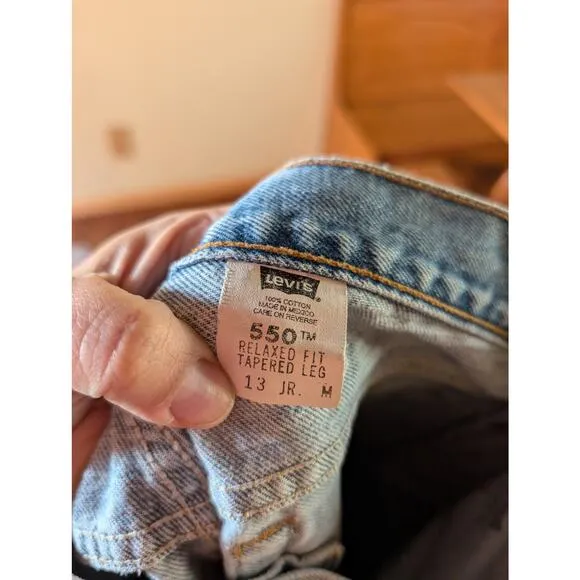 Levi's
100% COTTON
MADE IN MEXICO
CARE ON REVERSE
550™
RELAXED FIT
TAPERED LEG
13 JR. M